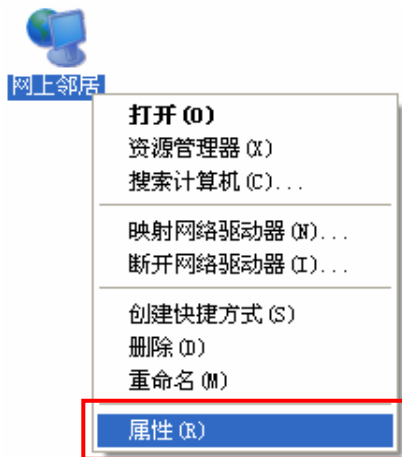 网上邻居
打开(O)
资源管理器(X)
搜索计算机(C)...
映射网络驱动器(N)...
断开网络驱动器(I)...
创建快捷方式(S)
删除(D)
重命名(M)
属性(R)